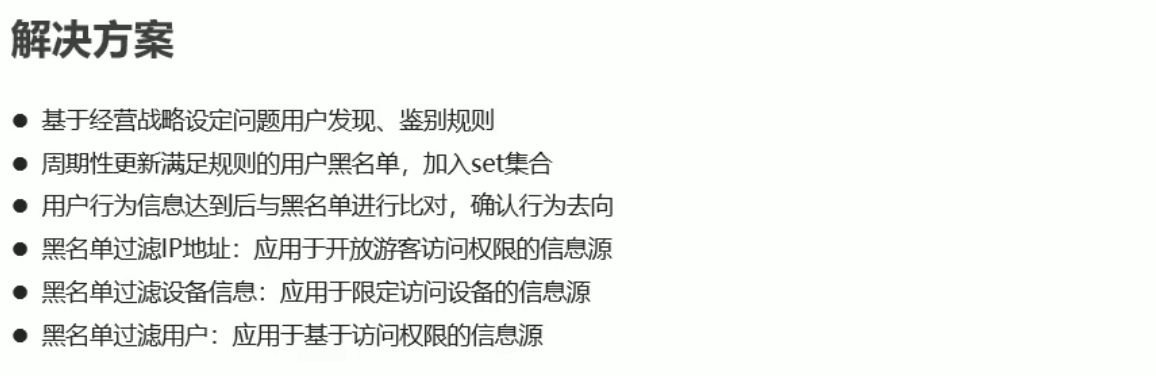 解决方案
● 基于经营战略设定问题用户发现、鉴别规则
● 周期性更新满足规则的用户黑名单，加入set集合
● 用户行为信息达到后与黑名单进行比对，确认行为去向
● 黑名单过滤IP地址：应用于开放游客访问权限的信息源
● 黑名单过滤设备信息：应用于限定访问设备的信息源
● 黑名单过滤用户：应用于基于访问权限的信息源